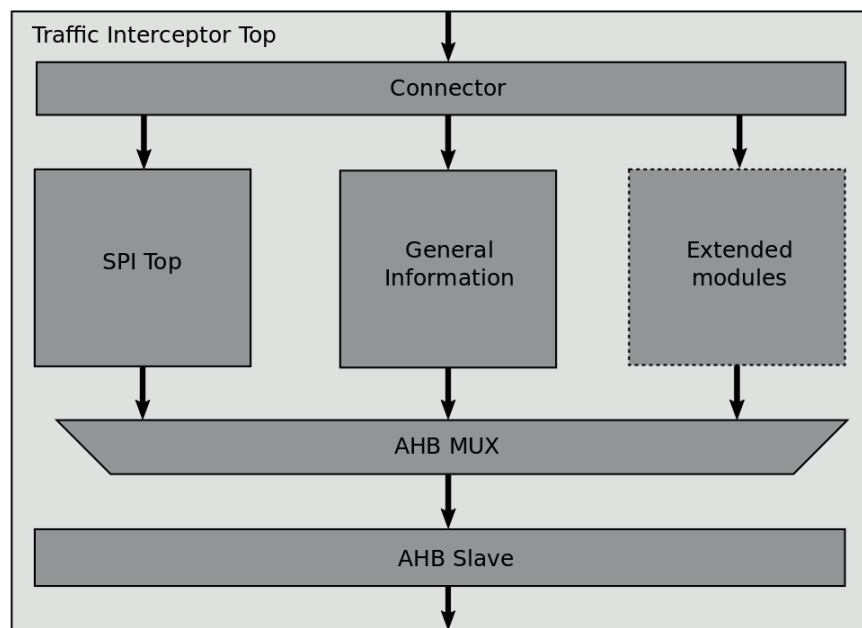 Traffic Interceptor Top
Connector
SPI Top
General
Information
Extended
modules
AHB MUX
AHB Slave